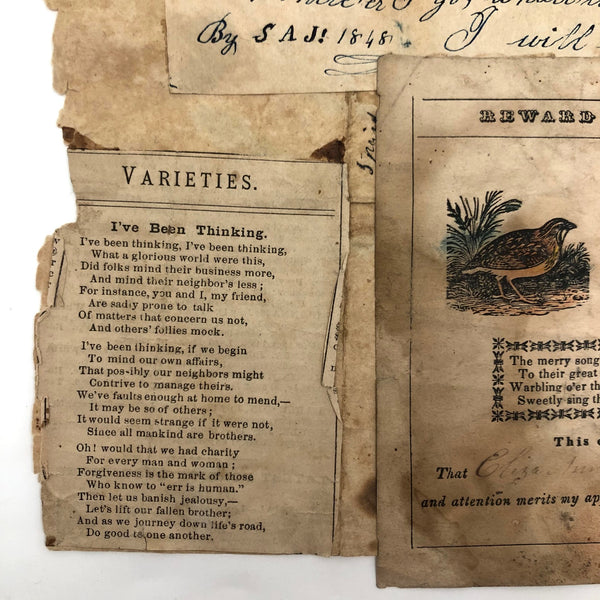 By S A J! 1848 I will
VARIETIES.
I've Been Thinking.
I've been thinking, I've been thinking,
What a glorious world were this,
Did folks mind their business more,
And mind their neighbor's less;
For instance, you and I, my friend,
Are sadly prone to talk
Of matters that concern us not,
And others' follies mock.
I've been thinking, if we begin
To mind our own affairs,
That possibly our neighbors might
Contrive to manage theirs.
We've faults enough at home to mend,—
It may be so of others;
It would seem strange if it were not,
Since all mankind are brothers.
Oh! would that we had charity
For every man and woman;
Forgiveness is the mark of those
Who know to "err is human."
Then let us banish jealousy,—
Let's lift our fallen brother;
And as we journey down life's road,
Do good to one another.
REWARD
The merry song
To their great
Warbling o'er th
Sweetly sing th
This c
That Eliza
and attention merits my ap